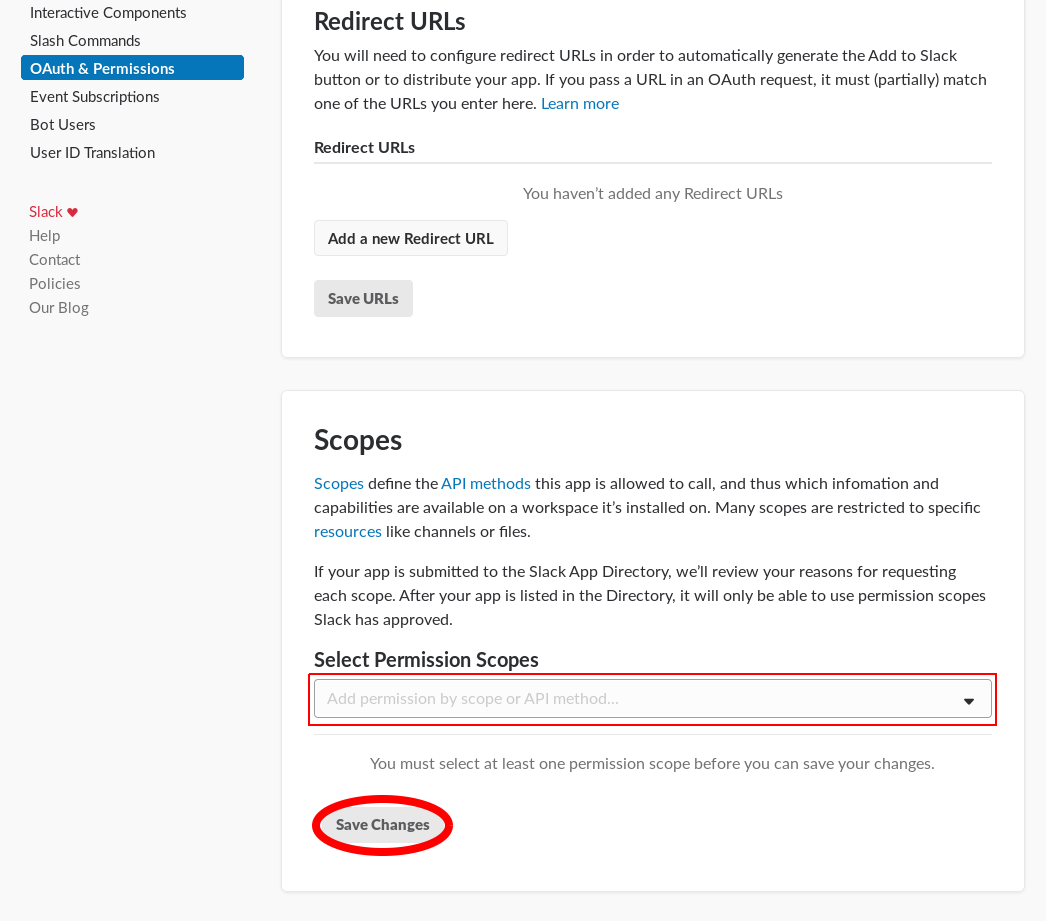 Interactive Components
Slash Commands
OAuth & Permissions
Event Subscriptions
Bot Users
User ID Translation
Slack ♥
Help
Contact
Policies
Our Blog
Redirect URLs
You will need to configure redirect URLs in order to automatically generate the Add to Slack
button or to distribute your app. If you pass a URL in an OAuth request, it must (partially) match
one of the URLs you enter here. Learn more
Redirect URLs
You haven’t added any Redirect URLs
Add a new Redirect URL
Save URLs
Scopes
Scopes define the API methods this app is allowed to call, and thus which infomation and
capabilities are available on a workspace it’s installed on. Many scopes are restricted to specific
resources like channels or files.
If your app is submitted to the Slack App Directory, we’ll review your reasons for requesting
each scope. After your app is listed in the Directory, it will only be able to use permission scopes
Slack has approved.
Select Permission Scopes
Add permission by scope or API method...
You must select at least one permission scope before you can save your changes.
Save Changes